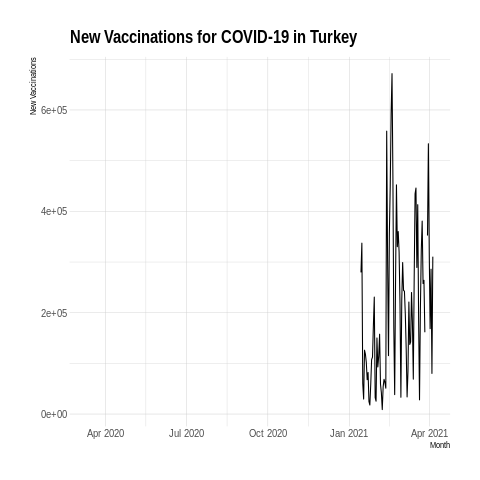 New Vaccinations for COVID-19 in Turkey
New Vaccinations
6e+05
4e+05
2e+05
0e+00
Apr 2020 Jul 2020 Oct 2020 Jan 2021 Apr 2021
Month